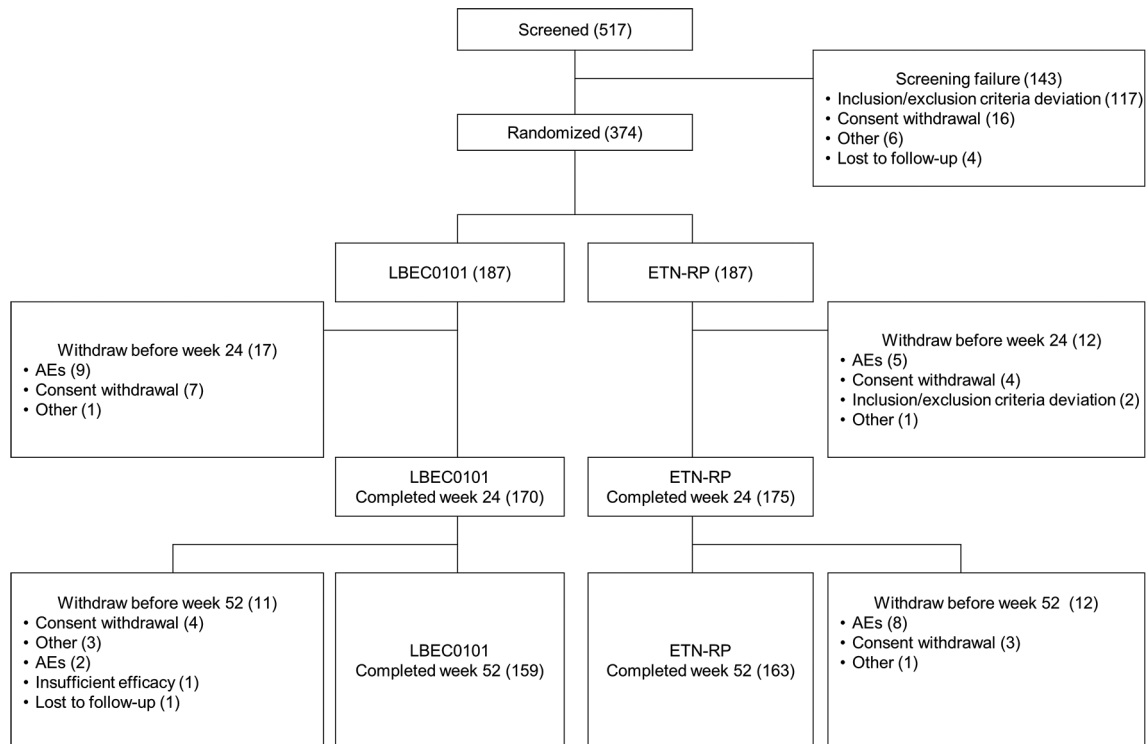 Screened (517)
Screening failure (143)
• Inclusion/exclusion criteria deviation (117)
• Consent withdrawal (16)
• Other (6)
• Lost to follow-up (4)
Randomized (374)
LBEC0101 (187)
ETN-RP (187)
Withdraw before week 24 (17)
• AEs (9)
• Consent withdrawal (7)
• Other (1)
Withdraw before week 24 (12)
• AEs (5)
• Consent withdrawal (4)
• Inclusion/exclusion criteria deviation (2)
• Other (1)
LBEC0101
Completed week 24 (170)
ETN-RP
Completed week 24 (175)
Withdraw before week 52 (11)
• Consent withdrawal (4)
• Other (3)
• AEs (2)
• Insufficient efficacy (1)
• Lost to follow-up (1)
LBEC0101
Completed week 52 (159)
ETN-RP
Completed week 52 (163)
Withdraw before week 52 (12)
• AEs (8)
• Consent withdrawal (3)
• Other (1)